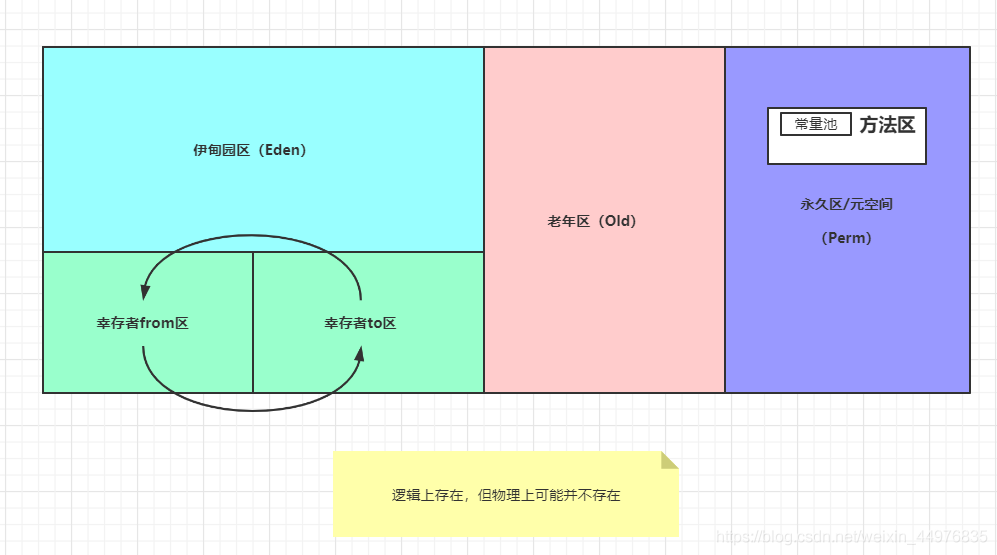 伊甸园区（Eden）
幸存者from区
幸存者to区
老年区（Old）
常量池
方法区
永久区/元空间
（Perm）
逻辑上存在，但物理上可能并不存在
https://blog.csdn.net/weixin_44976835